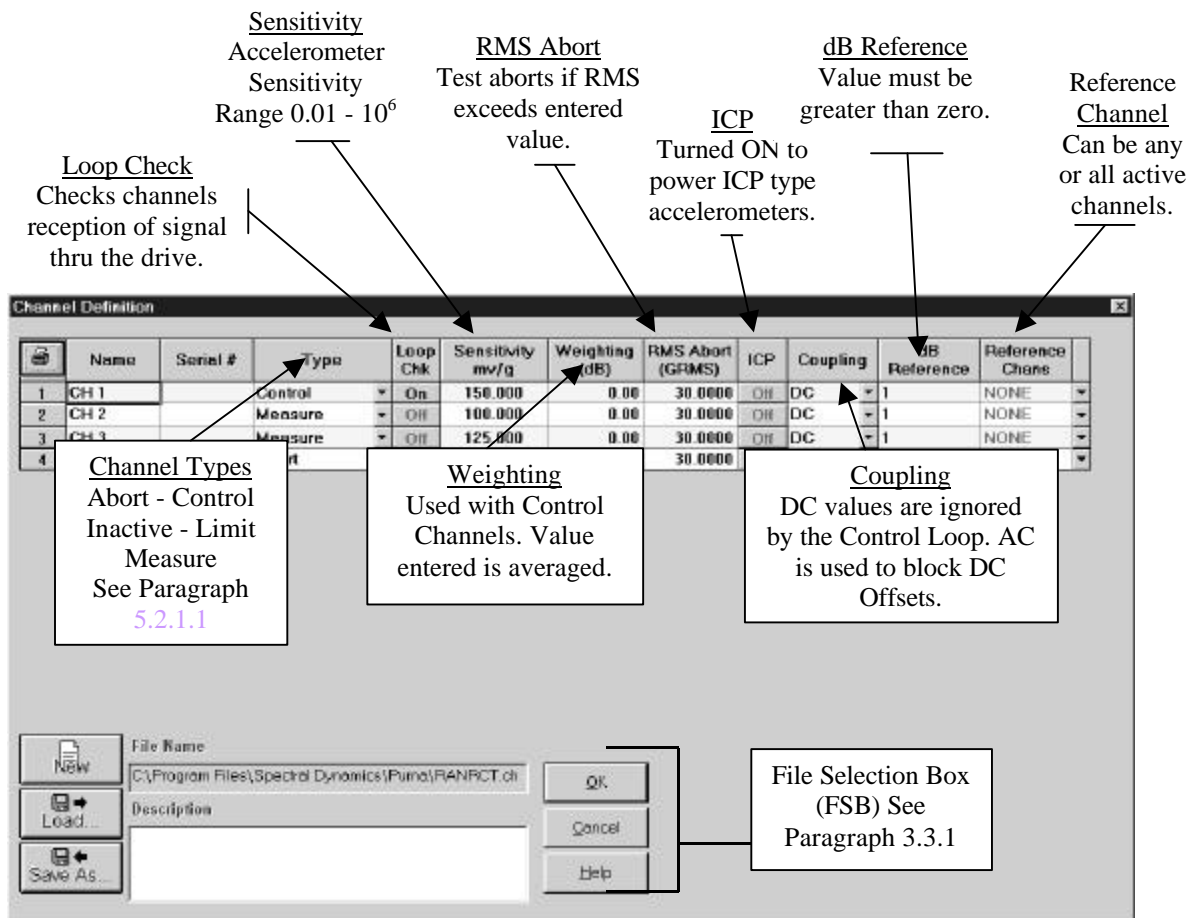 Sensitivity
Accelerometer
Sensitivity
Range 0.01 - 10⁶
RMS Abort
Test aborts if RMS
exceeds entered
value.
dB Reference
Value must be
greater than zero.
Reference
Channel
Can be any
or all active
channels.
ICP
Turned ON to
power ICP type
accelerometers.
Loop Check
Checks channels
reception of signal
thru the drive.
Channel Definition
Name Serial # Type Loop Chk Sensitivity mv/g Weighting (dB) RMS Abort (GRMS) ICP Coupling dB Reference Reference Chans
1 CH 1 Control On 150.000 0.00 30.0000 Off DC 1 NONE
2 CH 2 Measure Off 100.000 0.00 30.0000 Off DC 1 NONE
3 CH 3 Measure Off 125.000 0.00 30.0000 Off DC 1 NONE
4 30.0000
Channel Types
Abort - Control
Inactive - Limit
Measure
See Paragraph
5.2.1.1
Weighting
Used with Control
Channels. Value
entered is averaged.
Coupling
DC values are ignored
by the Control Loop. AC
is used to block DC
Offsets.
New
Load...
Save As...
File Name
C:\Program Files\Spectral Dynamics\Puma\RANRCT.ch
Description
OK
Cancel
Help
File Selection Box
(FSB) See
Paragraph 3.3.1